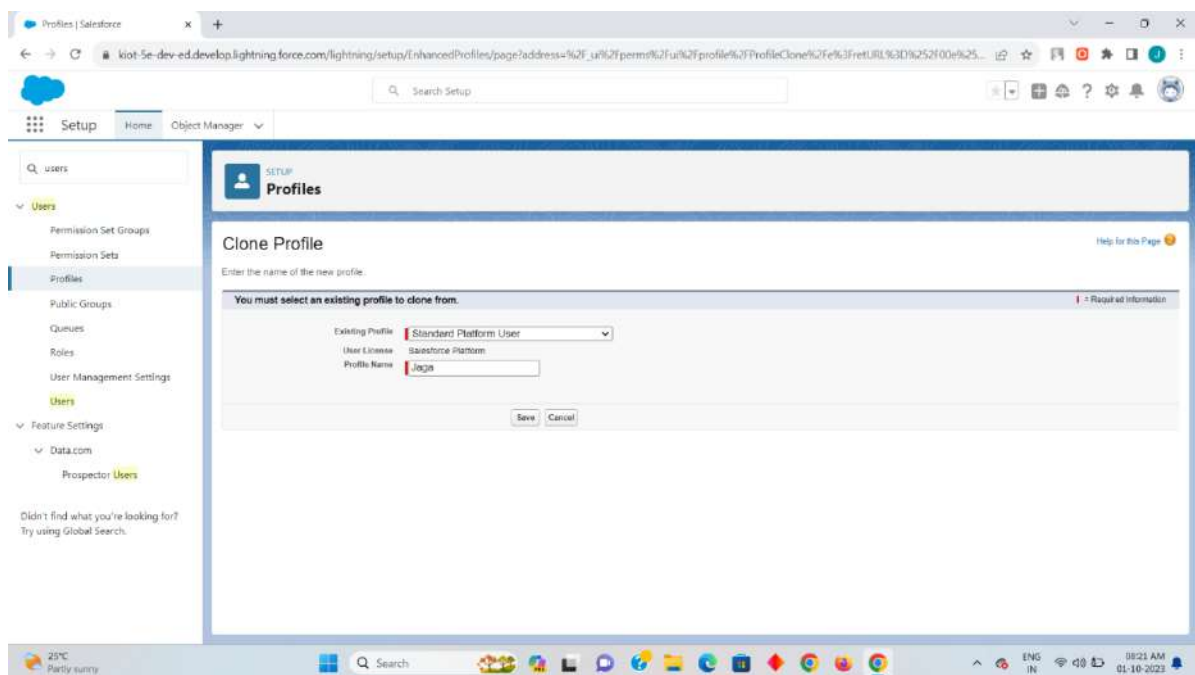 Profiles | Salesforce
kiot-5e-dev-ed.develop.lightning.force.com/lightning/setup/EnhancedProfiles/page?address=%2F_ui%2Fperms%2Fui%2Fprofile%2FProfileClone%2Fe%3FretURL%3D%252F00e%25...
Search Setup
Setup Home Object Manager
users
SETUP
Profiles
Users
Permission Set Groups
Permission Sets
Profiles
Public Groups
Queues
Roles
User Management Settings
Users
Feature Settings
Data.com
Prospector Users
Didn't find what you're looking for?
Try using Global Search.
Clone Profile
Help for this Page
Enter the name of the new profile.
You must select an existing profile to clone from.
= Required Information
Existing Profile Standard Platform User
User License Salesforce Platform
Profile Name Jaga
Save Cancel
25°C
Partly sunny
Search
ENG
IN
08:21 AM
01-10-2023